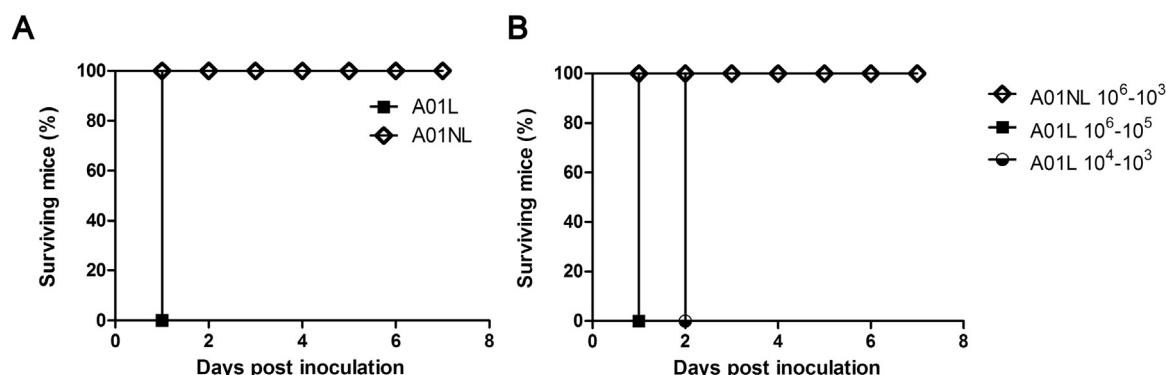 A
Surviving mice (%)
100
80
60
40
20
0
0 2 4 6 8
Days post inoculation
A01L
A01NL
B
Surviving mice (%)
100
80
60
40
20
0
0 2 4 6 8
Days post inoculation
A01NL 10⁶-10³
A01L 10⁶-10⁵
A01L 10⁴-10³